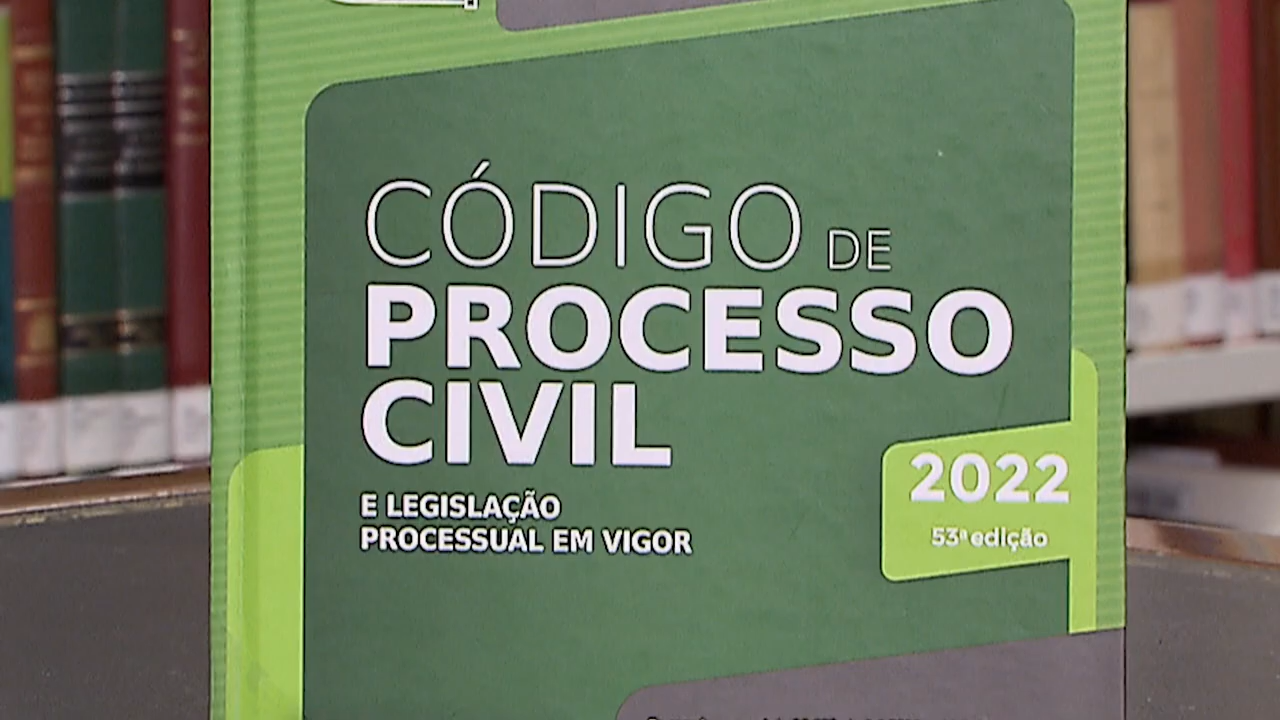 CÓDIGO DE
PROCESSO
CIVIL
E LEGISLAÇÃO
PROCESSUAL EM VIGOR
2022
53ª edição